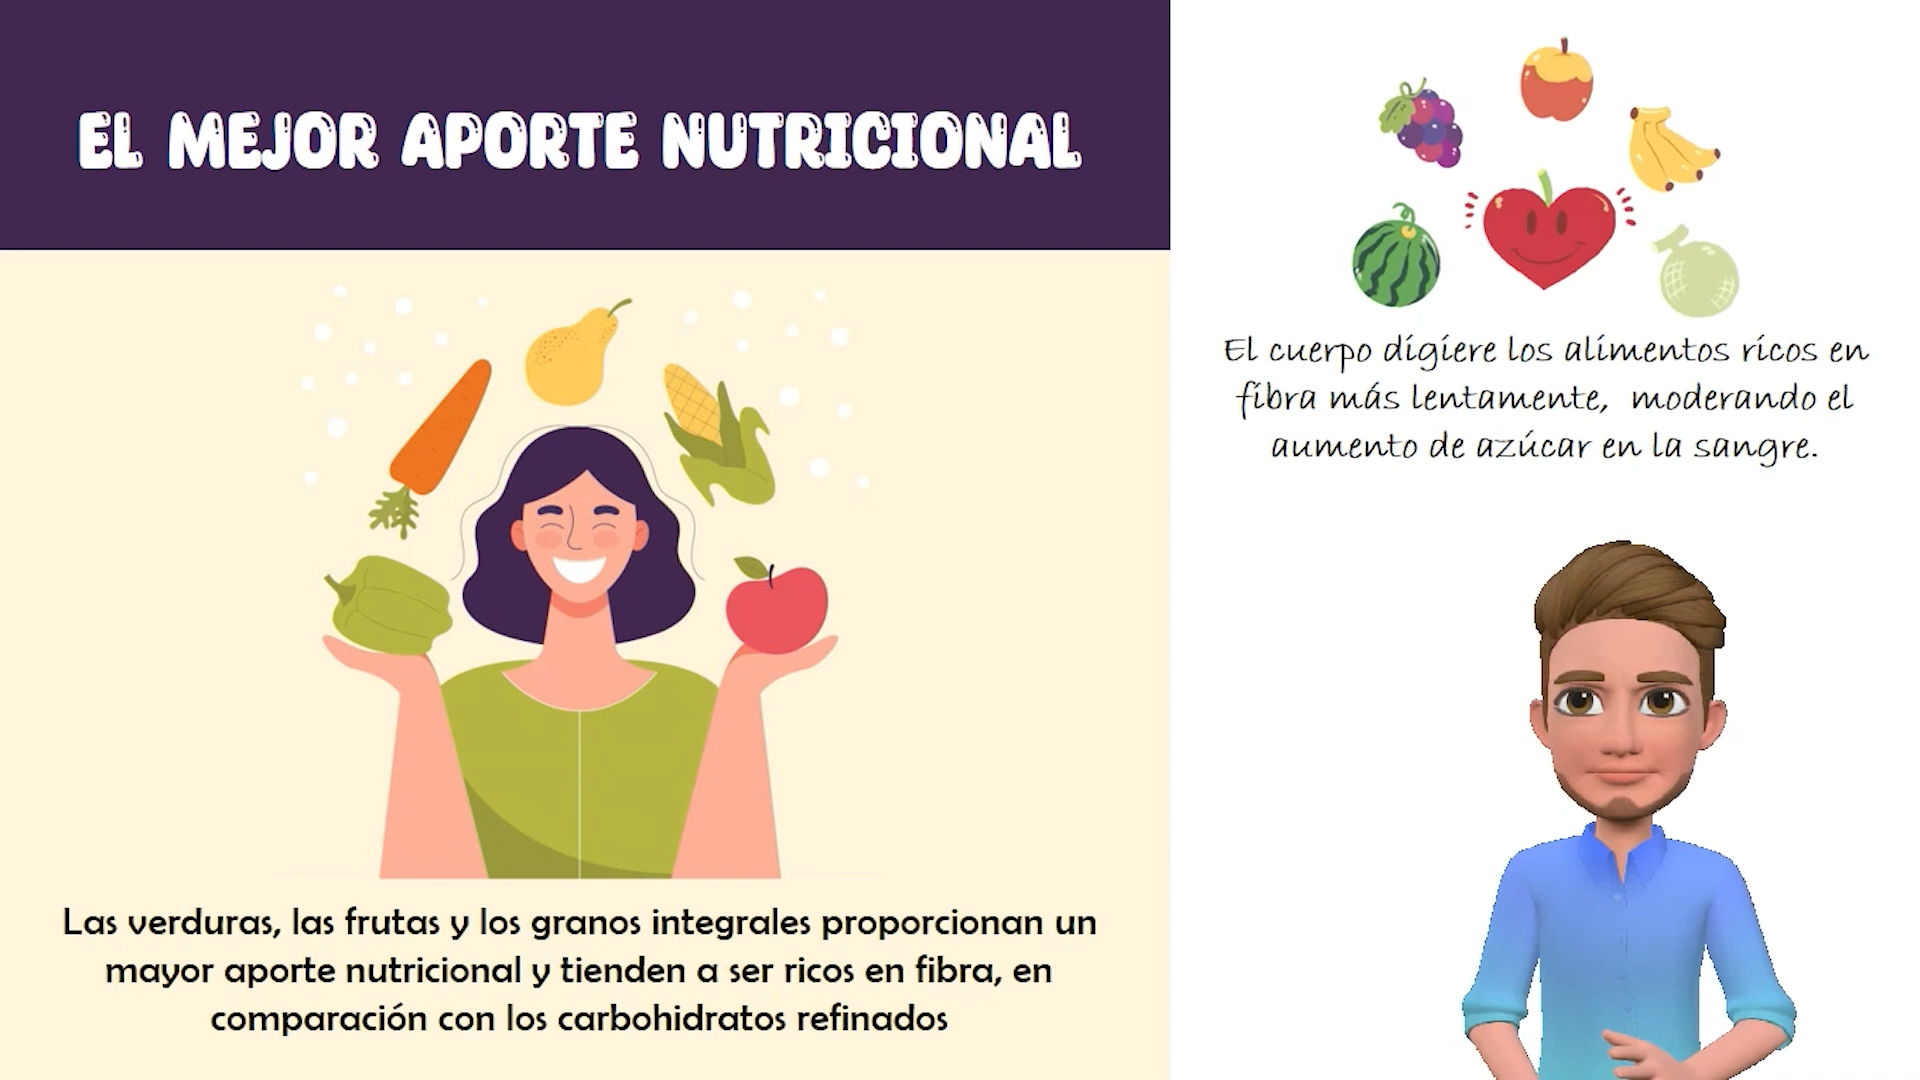 EL MEJOR APORTE NUTRICIONAL
Las verduras, las frutas y los granos integrales proporcionan un
mayor aporte nutricional y tienden a ser ricos en fibra, en
comparación con los carbohidratos refinados
El cuerpo digiere los alimentos ricos en
fibra más lentamente, moderando el
aumento de azúcar en la sangre.